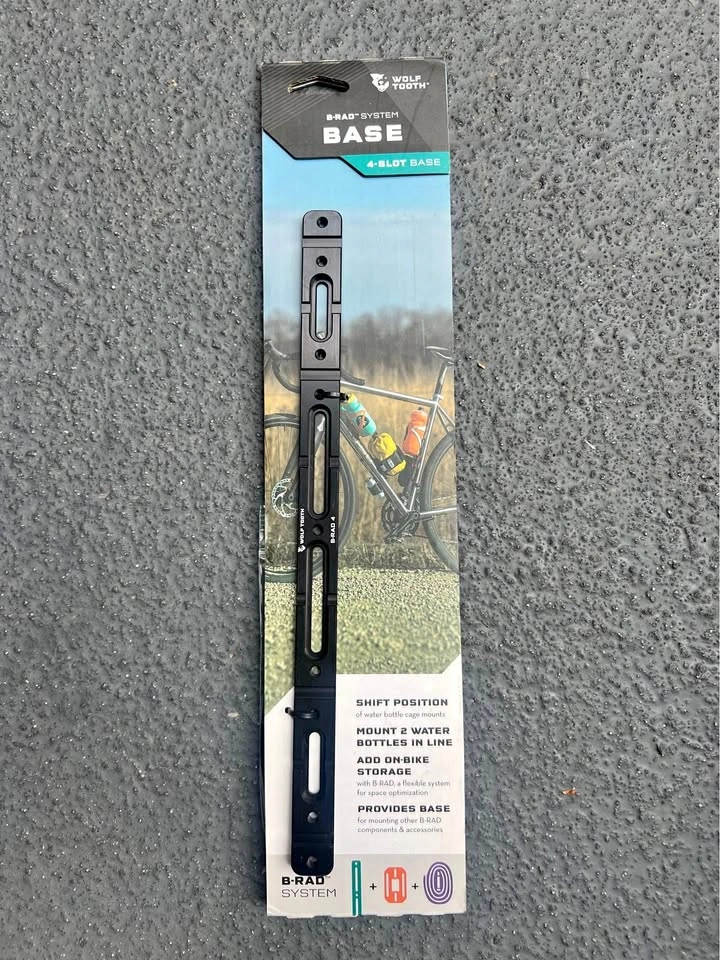 WOLF
TOOTH™
B-RAD™ SYSTEM
BASE
4-SLOT BASE
WOLF TOOTH
B-RAD 4
SHIFT POSITION
of water bottle cage mounts
MOUNT 2 WATER
BOTTLES IN LINE
ADD ON-BIKE
STORAGE
with B-RAD, a flexible system
for space optimization
PROVIDES BASE
for mounting other B-RAD
components & accessories
B-RAD™
SYSTEM
+ +